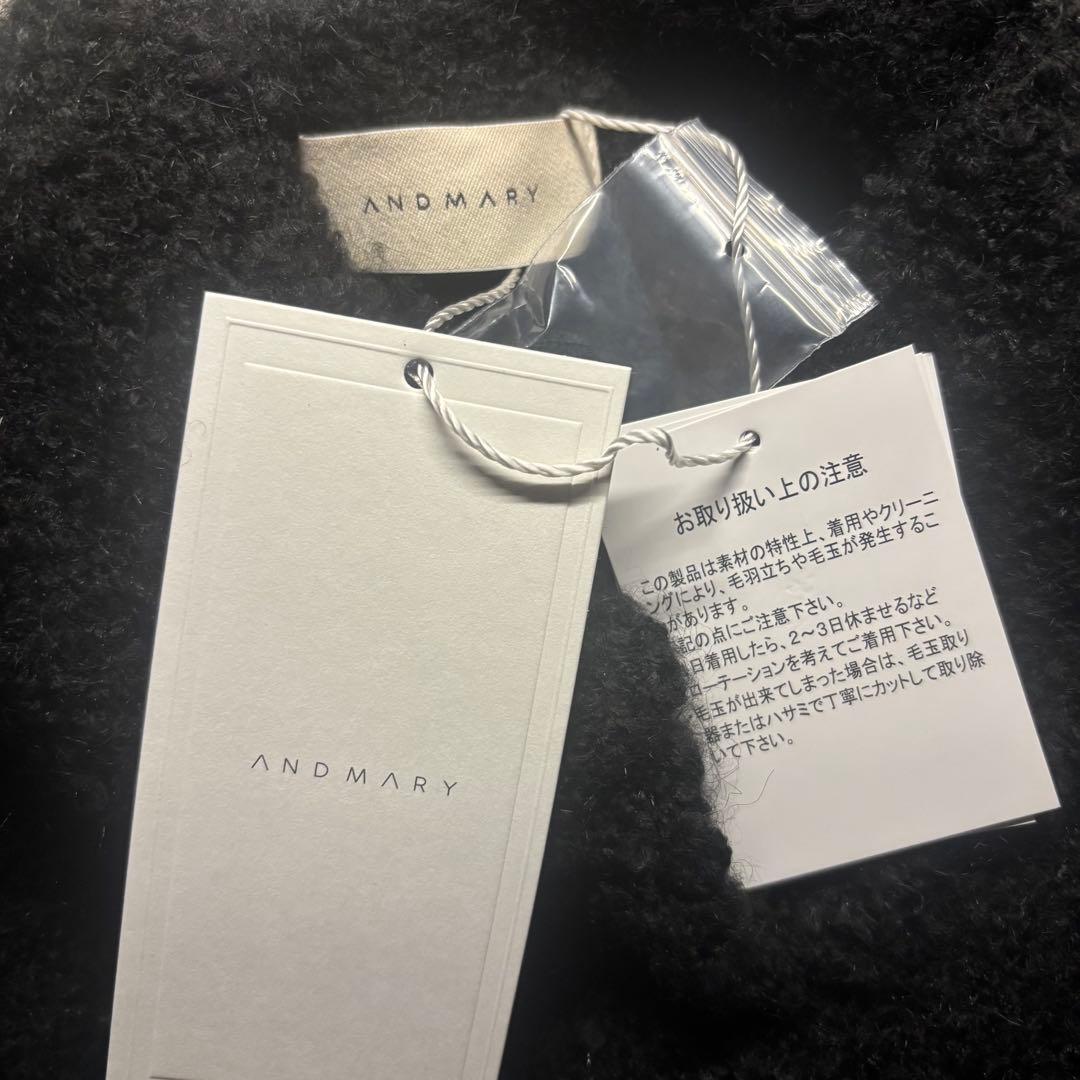 ANDMARY
ANDMARY
お取り扱い上の注意
この製品は素材の特性上、着用やクリーニ
ングにより、毛羽立ちや毛玉が発生するこ
があります。
記の点にご注意下さい。
日着用したら、2～3日休ませるなど
ローテーションを考えてご着用下さい。
毛玉が出来てしまった場合は、毛玉取り
器またはハサミで丁寧にカットして取り除
いて下さい。